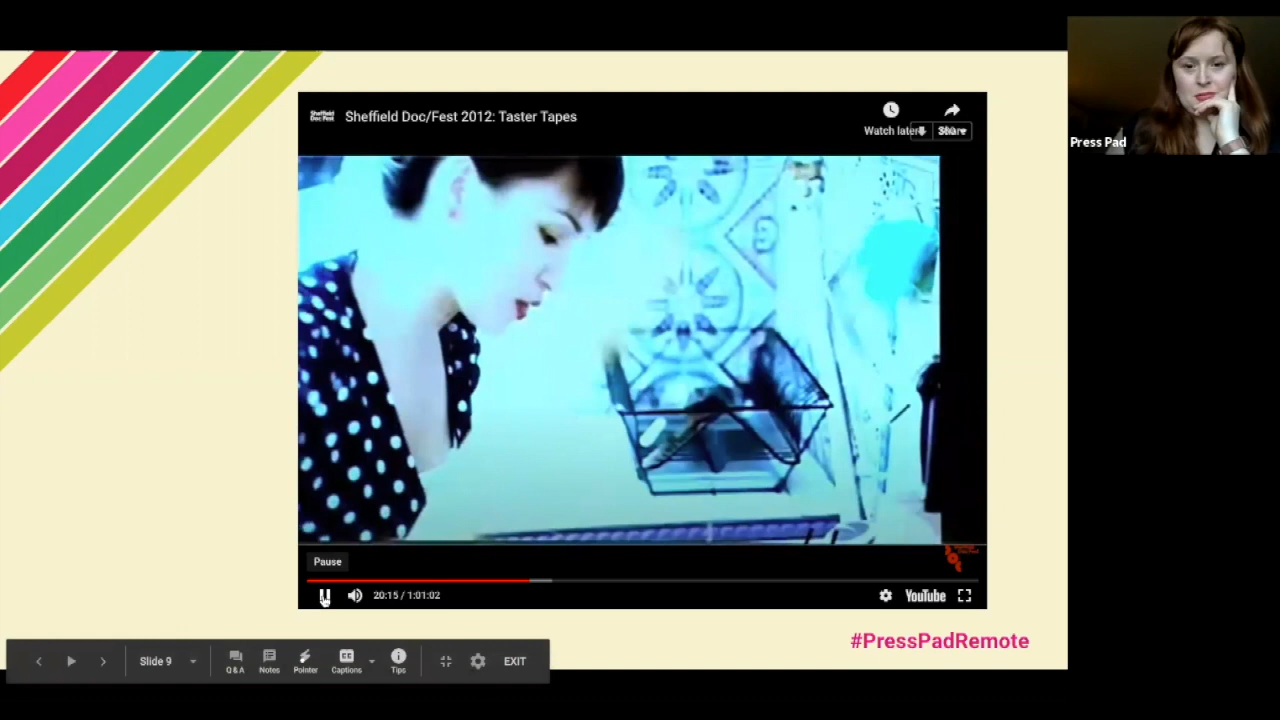 Sheffield Doc/Fest 2012: Taster Tapes
Watch later
Share
Press Pad
Pause
20:15 / 1:01:02
YouTube
#PressPadRemote
Slide 9
Q&A
Notes
Pointer
CC
Captions
Tips
EXIT